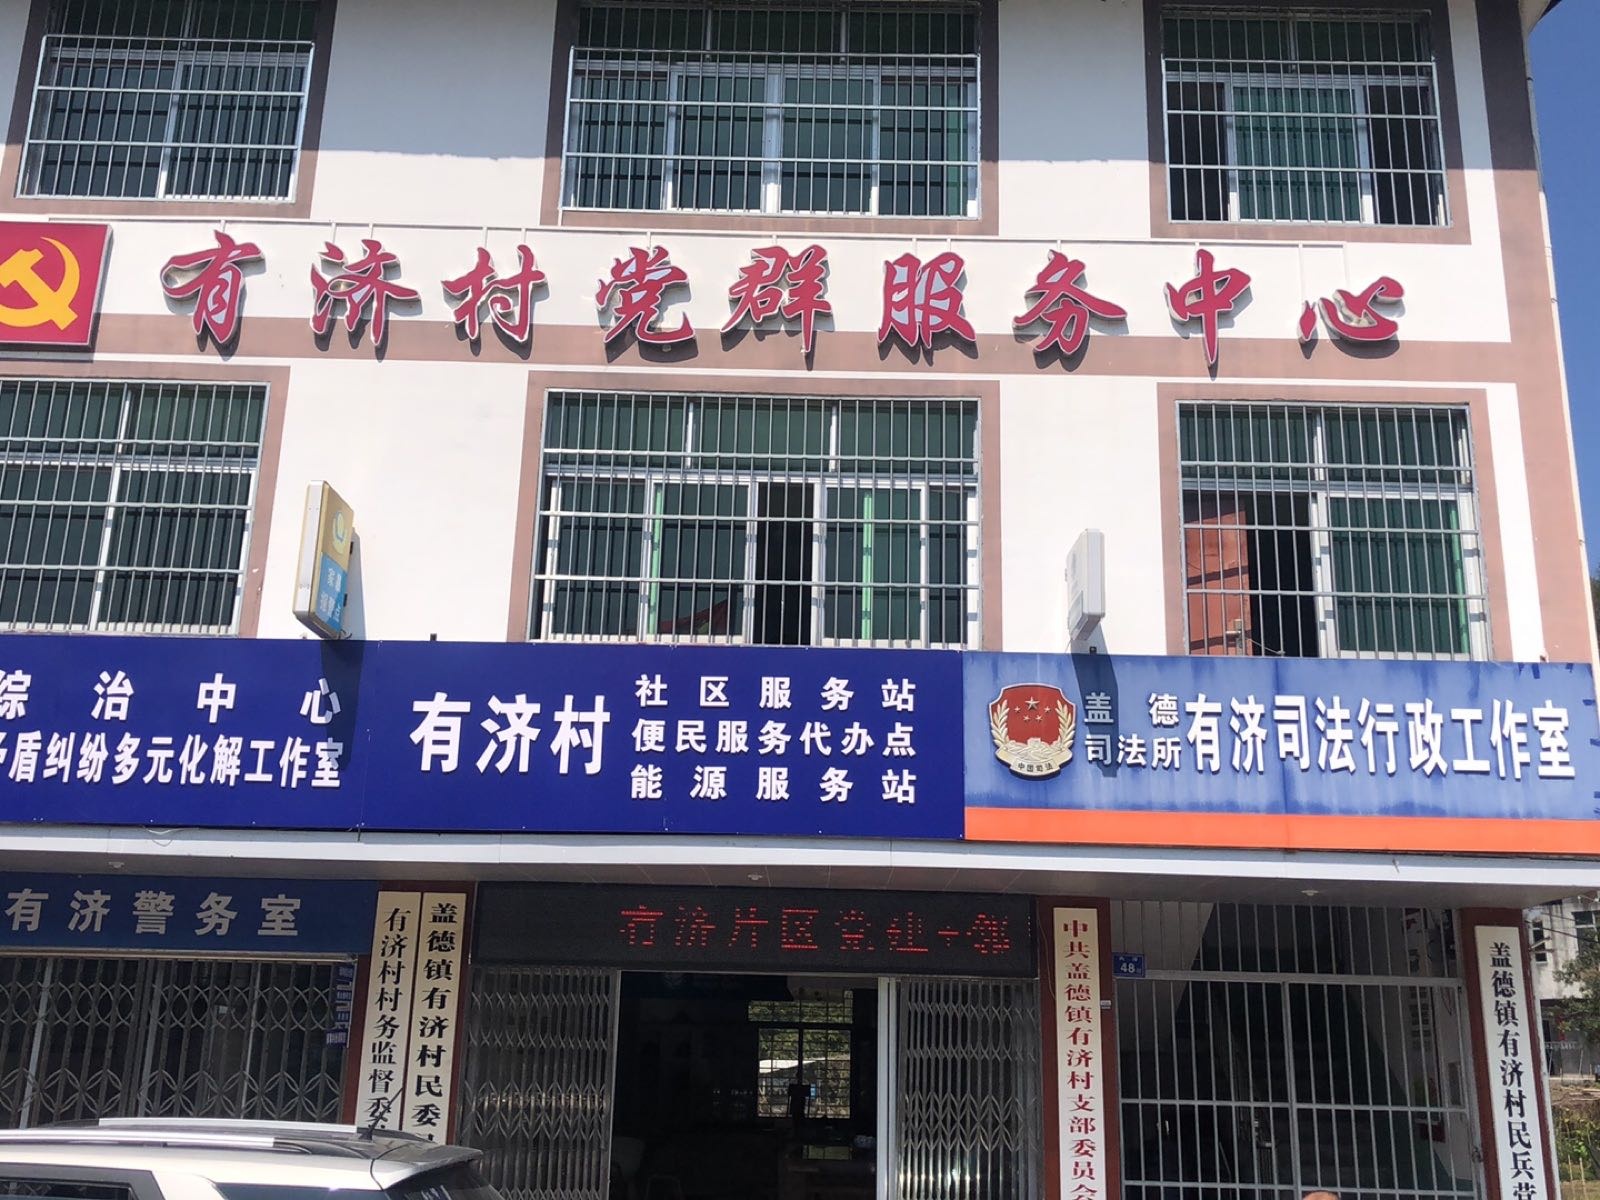 有济村党群服务中心
综治中心
矛盾纠纷多元化解工作室
有济村
社区服务站
便民服务代办点
能源服务站
中国司法
盖德
司法所
有济司法行政工作室
有济警务室
有济村村务监督委
盖德镇有济村民委
有济片区党建
中共盖德镇有济村支部委员会
48
盖德镇有济村民兵营